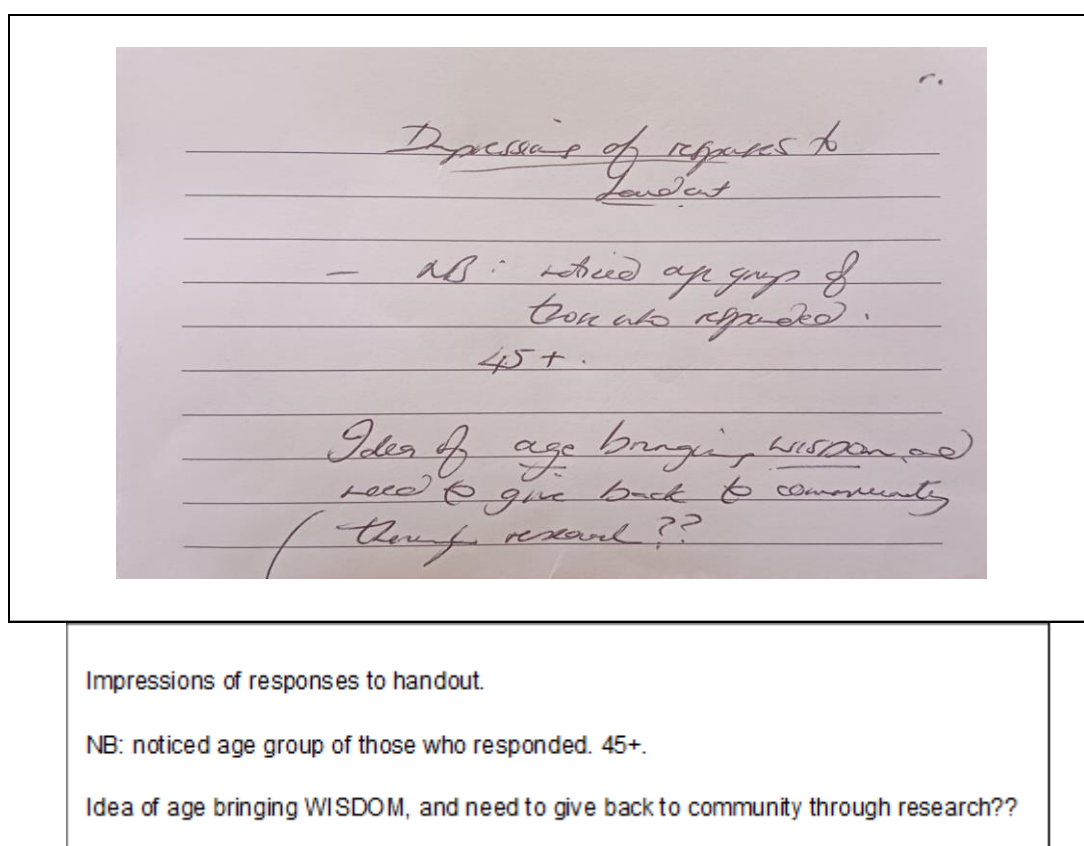 Impressions of responses to
handout
— NB: noticed age group of
those who responded.
45+.
Idea of age bringing WISDOM, and
need to give back to community
through research??
Impressions of responses to handout.
NB: noticed age group of those who responded. 45+.
Idea of age bringing WISDOM, and need to give back to community through research??